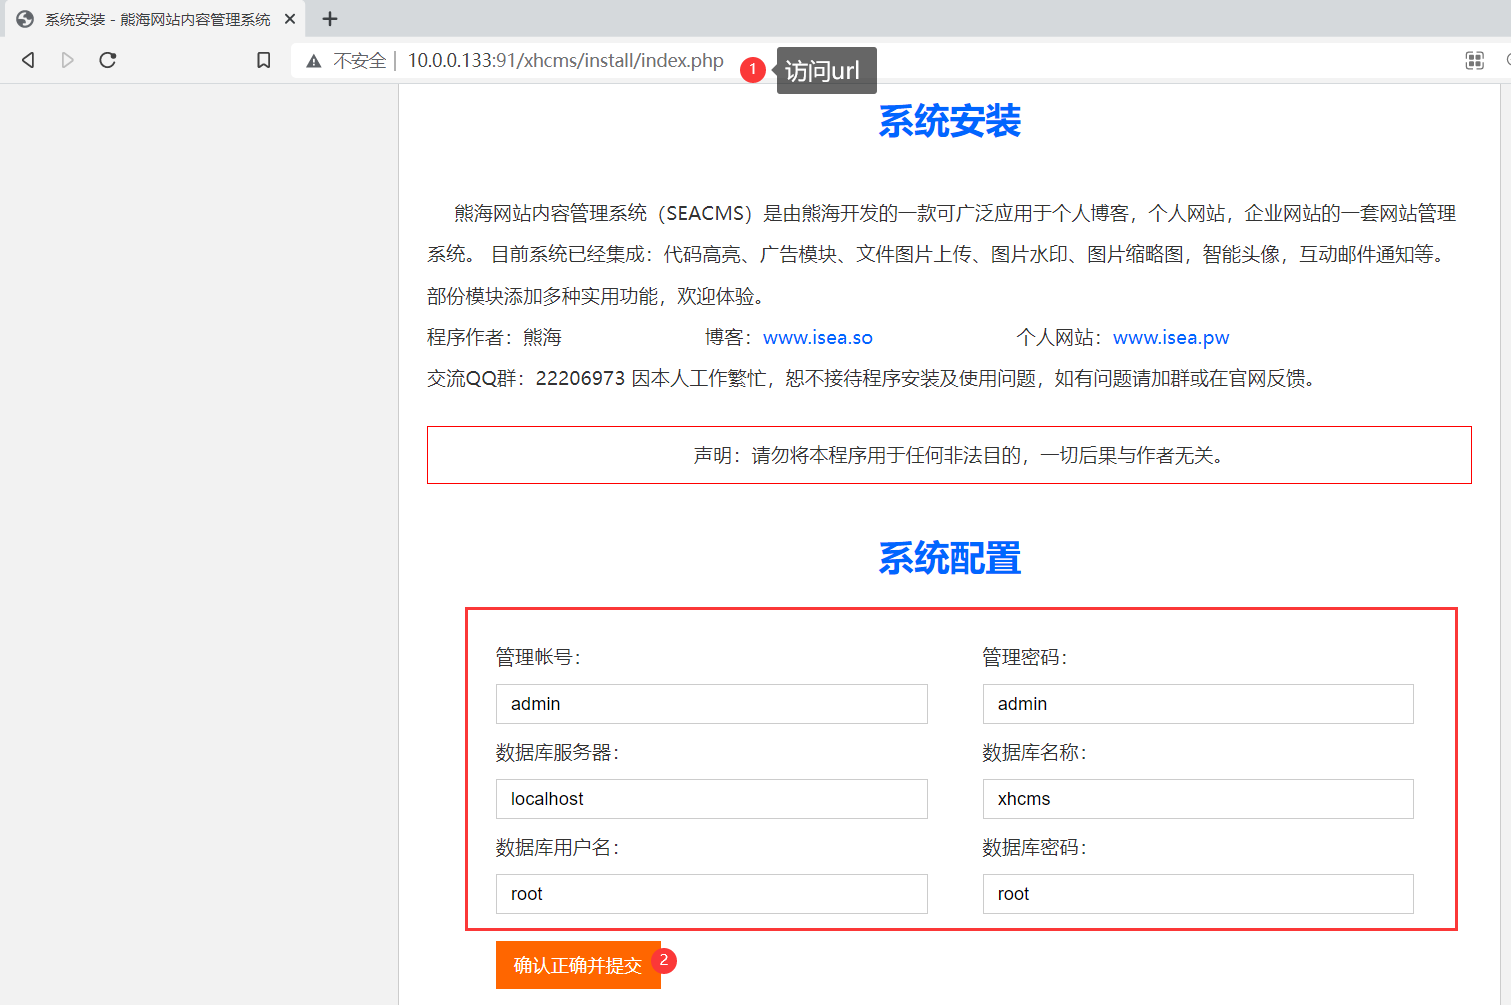 系统安装 - 熊海网站内容管理系统
不安全 | 10.0.0.133:91/xhcms/install/index.php
1 访问url
系统安装
熊海网站内容管理系统（SEACMS）是由熊海开发的一款可广泛应用于个人博客，个人网站，企业网站的一套网站管理
系统。 目前系统已经集成：代码高亮、广告模块、文件图片上传、图片水印、图片缩略图，智能头像，互动邮件通知等。
部份模块添加多种实用功能，欢迎体验。
程序作者：熊海 博客：www.isea.so 个人网站：www.isea.pw
交流QQ群：22206973 因本人工作繁忙，恕不接待程序安装及使用问题，如有问题请加群或在官网反馈。
声明：请勿将本程序用于任何非法目的，一切后果与作者无关。
系统配置
管理帐号： 管理密码：
admin admin
数据库服务器： 数据库名称：
localhost xhcms
数据库用户名： 数据库密码：
root root
确认正确并提交 2